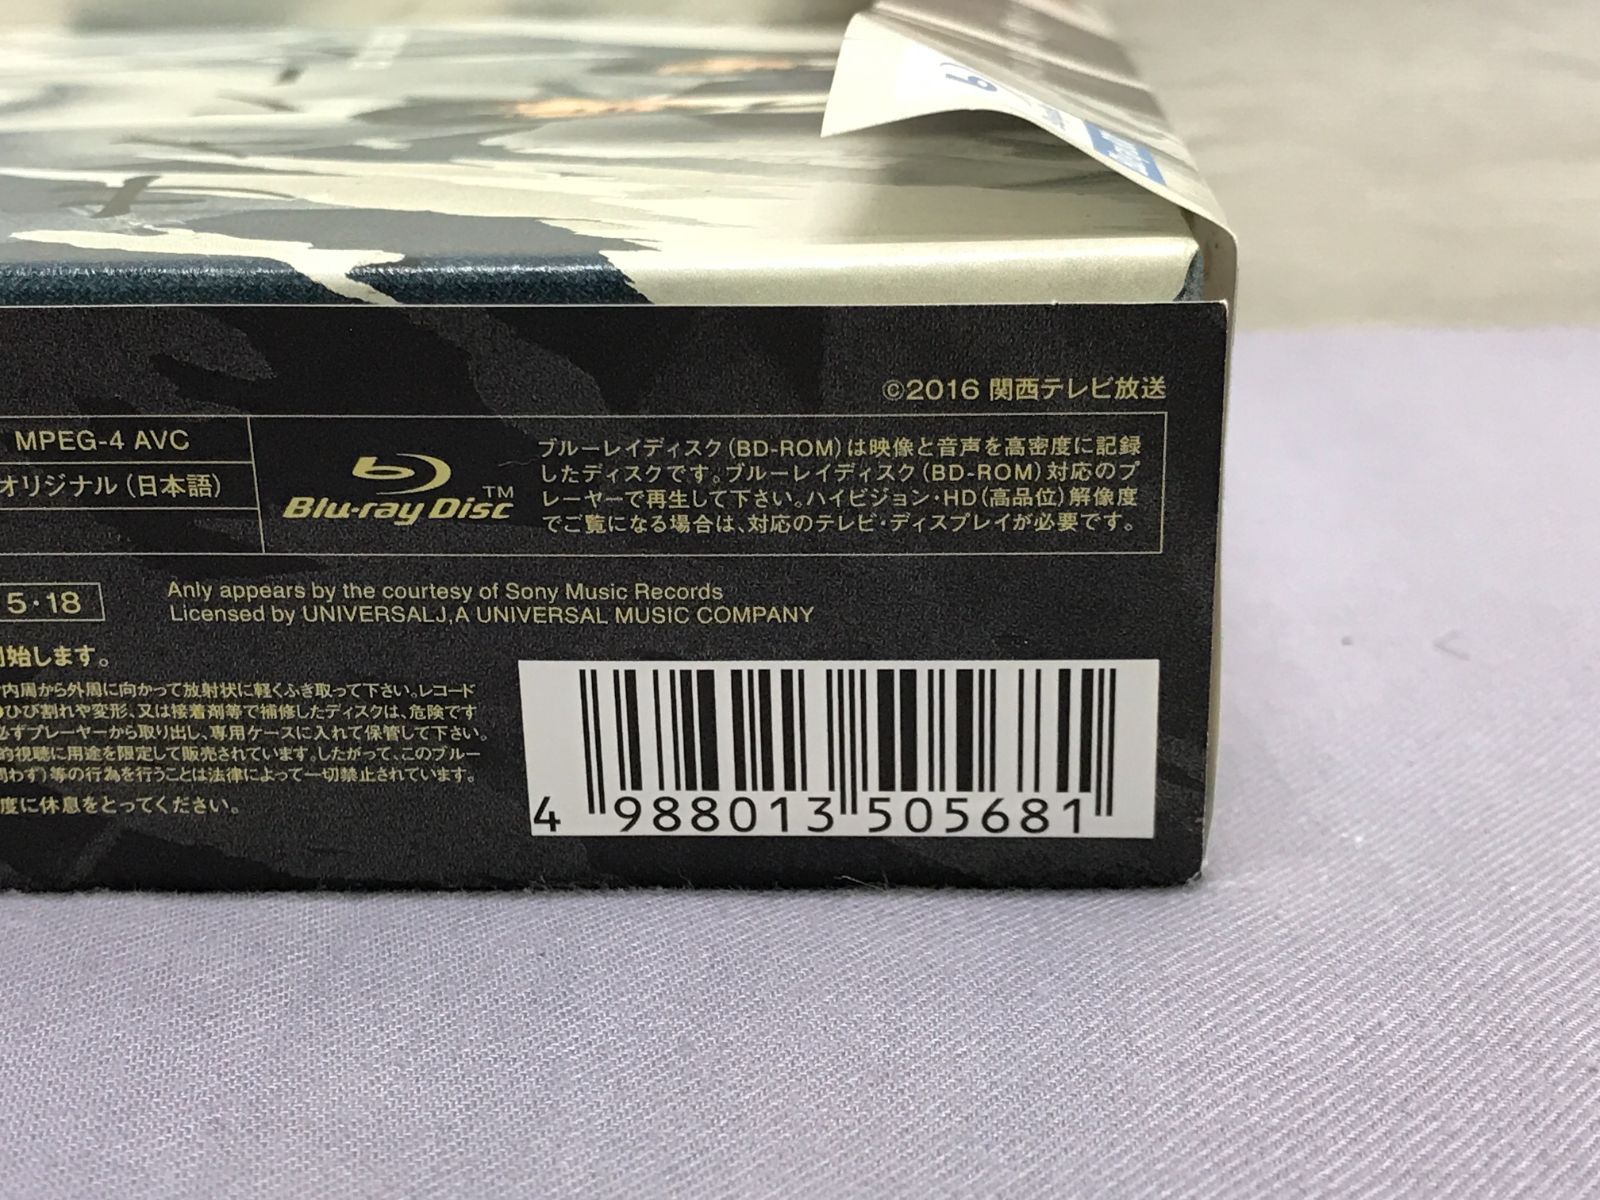 ©2016 関西テレビ放送
MPEG-4 AVC
オリジナル(日本語)
Blu-ray Disc™
ブルーレイディスク(BD-ROM)は映像と音声を高密度に記録
したディスクです。ブルーレイディスク(BD-ROM)対応のプ
レーヤーで再生して下さい。ハイビジョン・HD(高品位)解像度
でご覧になる場合は、対応のテレビ・ディスプレイが必要です。
5・18
Anly appears by the courtesy of Sony Music Records
Licensed by UNIVERSALJ,A UNIVERSAL MUSIC COMPANY
始します。
内周から外周に向かって放射状に軽くふき取って下さい。レコード
●ひび割れや変形、又は接着剤等で補修したディスクは、危険です
必ずプレーヤーから取り出し、専用ケースに入れて保管して下さい。
的視聴に用途を限定して販売されています。したがって、このブルー
問わず)等の行為を行うことは法律によって一切禁止されています。
度に休息をとってください。
4 988013 505681